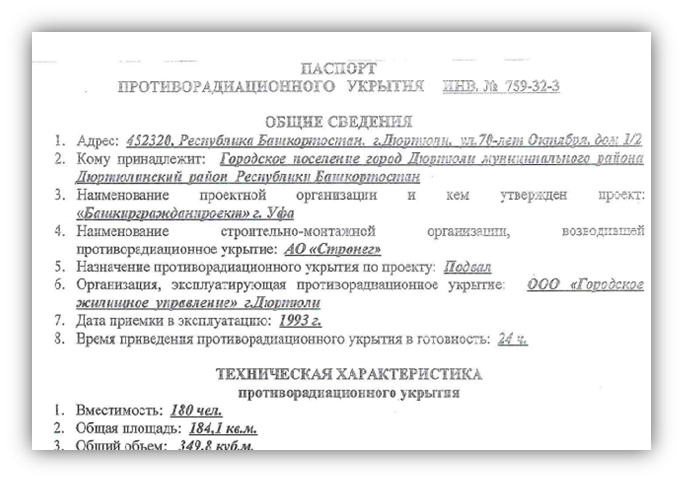 ПАСПОРТ
ПРОТИВОРАДИАЦИОННОГО УКРЫТИЯ ИНВ. № 759-32-3
ОБЩИЕ СВЕДЕНИЯ
1. Адрес: 452320, Республика Башкортостан, г.Дюртюли, ул.70-лет Октября, дом 1/2
2. Кому принадлежит: Городское поселение город Дюртюли муниципального района
Дюртюлинский район Республики Башкортостан
3. Наименование проектной организации и кем утвержден проект:
«Башкиргражданпроект» г. Уфа
4. Наименование строительно-монтажной организации, возводившей
противорадиационное укрытие: АО «Стронег»
5. Назначение противорадиационного укрытия по проекту: Подвал
6. Организация, эксплуатирующая противорадиационное укрытие: ООО «Городское
жилищное управление» г.Дюртюли
7. Дата приемки в эксплуатацию: 1993 г.
8. Время приведения противорадиационного укрытия в готовность: 24 ч.
ТЕХНИЧЕСКАЯ ХАРАКТЕРИСТИКА
противорадиационного укрытия
1. Вместимость: 180 чел.
2. Общая площадь: 184,1 кв.м.
3. Общий объем: 349,8 куб.м.